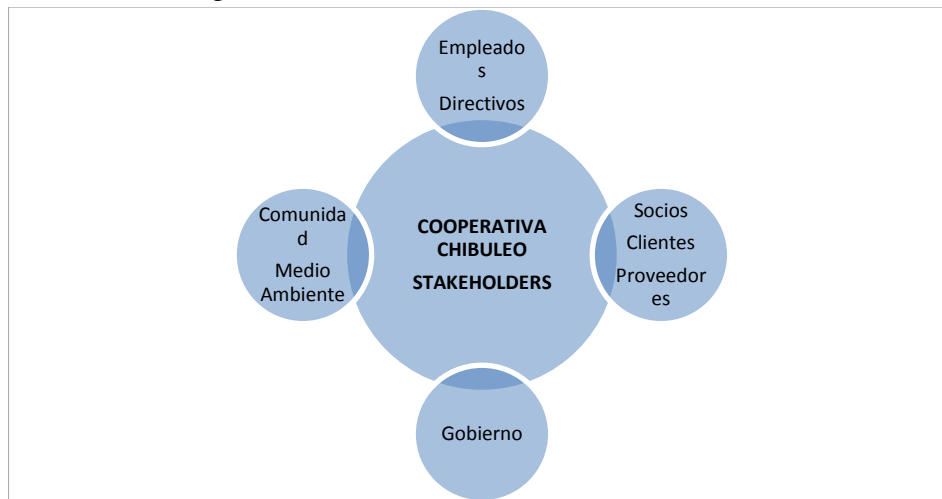 Empleado
s
Directivos
Comunida
d
Medio
Ambiente
COOPERATIVA
CHIBULEO
STAKEHOLDERS
Socios
Clientes
Proveedor
es
Gobierno